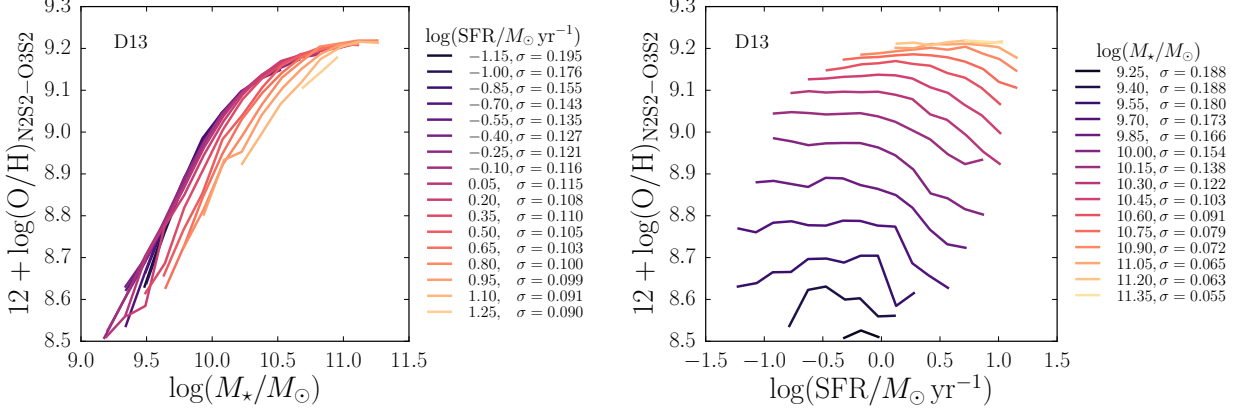 D13
12 + log(O/H)N2S2−O3S2
9.3
9.2
9.1
9.0
8.9
8.8
8.7
8.6
8.5
9.0 9.5 10.0 10.5 11.0 11.5
log(M⋆/M⊙)
log(SFR/M⊙ yr⁻¹)
−1.15, σ = 0.195
−1.00, σ = 0.176
−0.85, σ = 0.155
−0.70, σ = 0.143
−0.55, σ = 0.135
−0.40, σ = 0.127
−0.25, σ = 0.121
−0.10, σ = 0.116
0.05, σ = 0.115
0.20, σ = 0.108
0.35, σ = 0.110
0.50, σ = 0.105
0.65, σ = 0.103
0.80, σ = 0.100
0.95, σ = 0.099
1.10, σ = 0.091
1.25, σ = 0.090
D13
12 + log(O/H)N2S2−O3S2
9.3
9.2
9.1
9.0
8.9
8.8
8.7
8.6
8.5
−1.5 −1.0 −0.5 0.0 0.5 1.0 1.5
log(SFR/M⊙ yr⁻¹)
log(M⋆/M⊙)
9.25, σ = 0.188
9.40, σ = 0.188
9.55, σ = 0.180
9.70, σ = 0.173
9.85, σ = 0.166
10.00, σ = 0.154
10.15, σ = 0.138
10.30, σ = 0.122
10.45, σ = 0.103
10.60, σ = 0.091
10.75, σ = 0.079
10.90, σ = 0.072
11.05, σ = 0.065
11.20, σ = 0.063
11.35, σ = 0.055